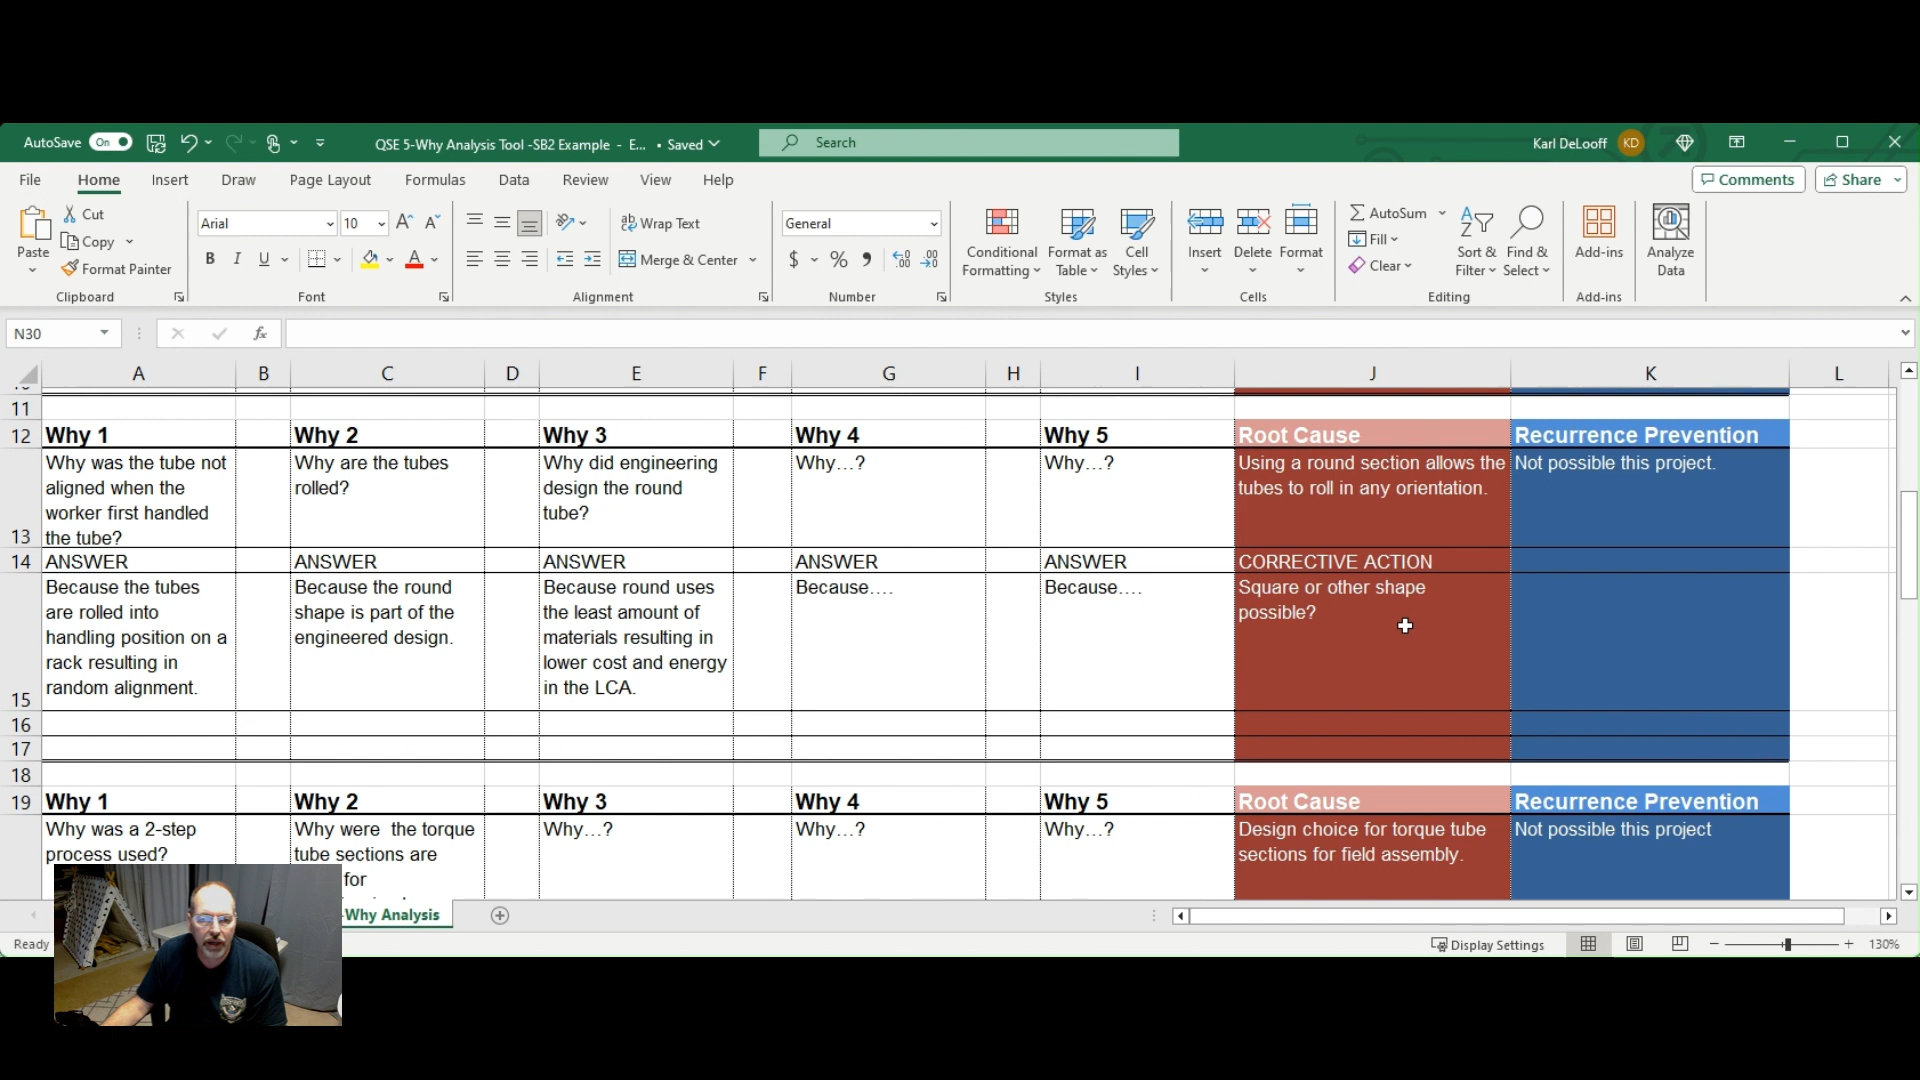 AutoSave On QSE 5-Why Analysis Tool -SB2 Example - E... • Saved Search Karl DeLooff KD
File Home Insert Draw Page Layout Formulas Data Review View Help Comments Share
Paste Cut Copy Format Painter
Clipboard
Arial 10
B I U A
Font
Wrap Text
Merge & Center
Alignment
General
$ % 9
Number
Conditional Formatting Format as Table Cell Styles
Styles
Insert Delete Format
Cells
AutoSum
Fill
Clear
Sort & Filter Find & Select
Editing
Add-ins
Add-ins
Analyze Data
N30 fx
A B C D E F G H I J K L
11
12 Why 1 Why 2 Why 3 Why 4 Why 5 Root Cause Recurrence Prevention
13
Why was the tube not
aligned when the
worker first handled
the tube?
Why are the tubes
rolled?
Why did engineering
design the round
tube?
Why…?
Why…?
Using a round section allows the
tubes to roll in any orientation.
Not possible this project.
14 ANSWER ANSWER ANSWER ANSWER ANSWER CORRECTIVE ACTION
15
Because the tubes
are rolled into
handling position on a
rack resulting in
random alignment.
Because the round
shape is part of the
engineered design.
Because round uses
the least amount of
materials resulting in
lower cost and energy
in the LCA.
Because….
Because….
Square or other shape
possible?
16
17
18
19 Why 1 Why 2 Why 3 Why 4 Why 5 Root Cause Recurrence Prevention
Why was a 2-step
process used?
Why were  the torque
tube sections are
for
Why…?
Why…?
Why…?
Design choice for torque tube
sections for field assembly.
Not possible this project
-Why Analysis
Ready Display Settings 130%